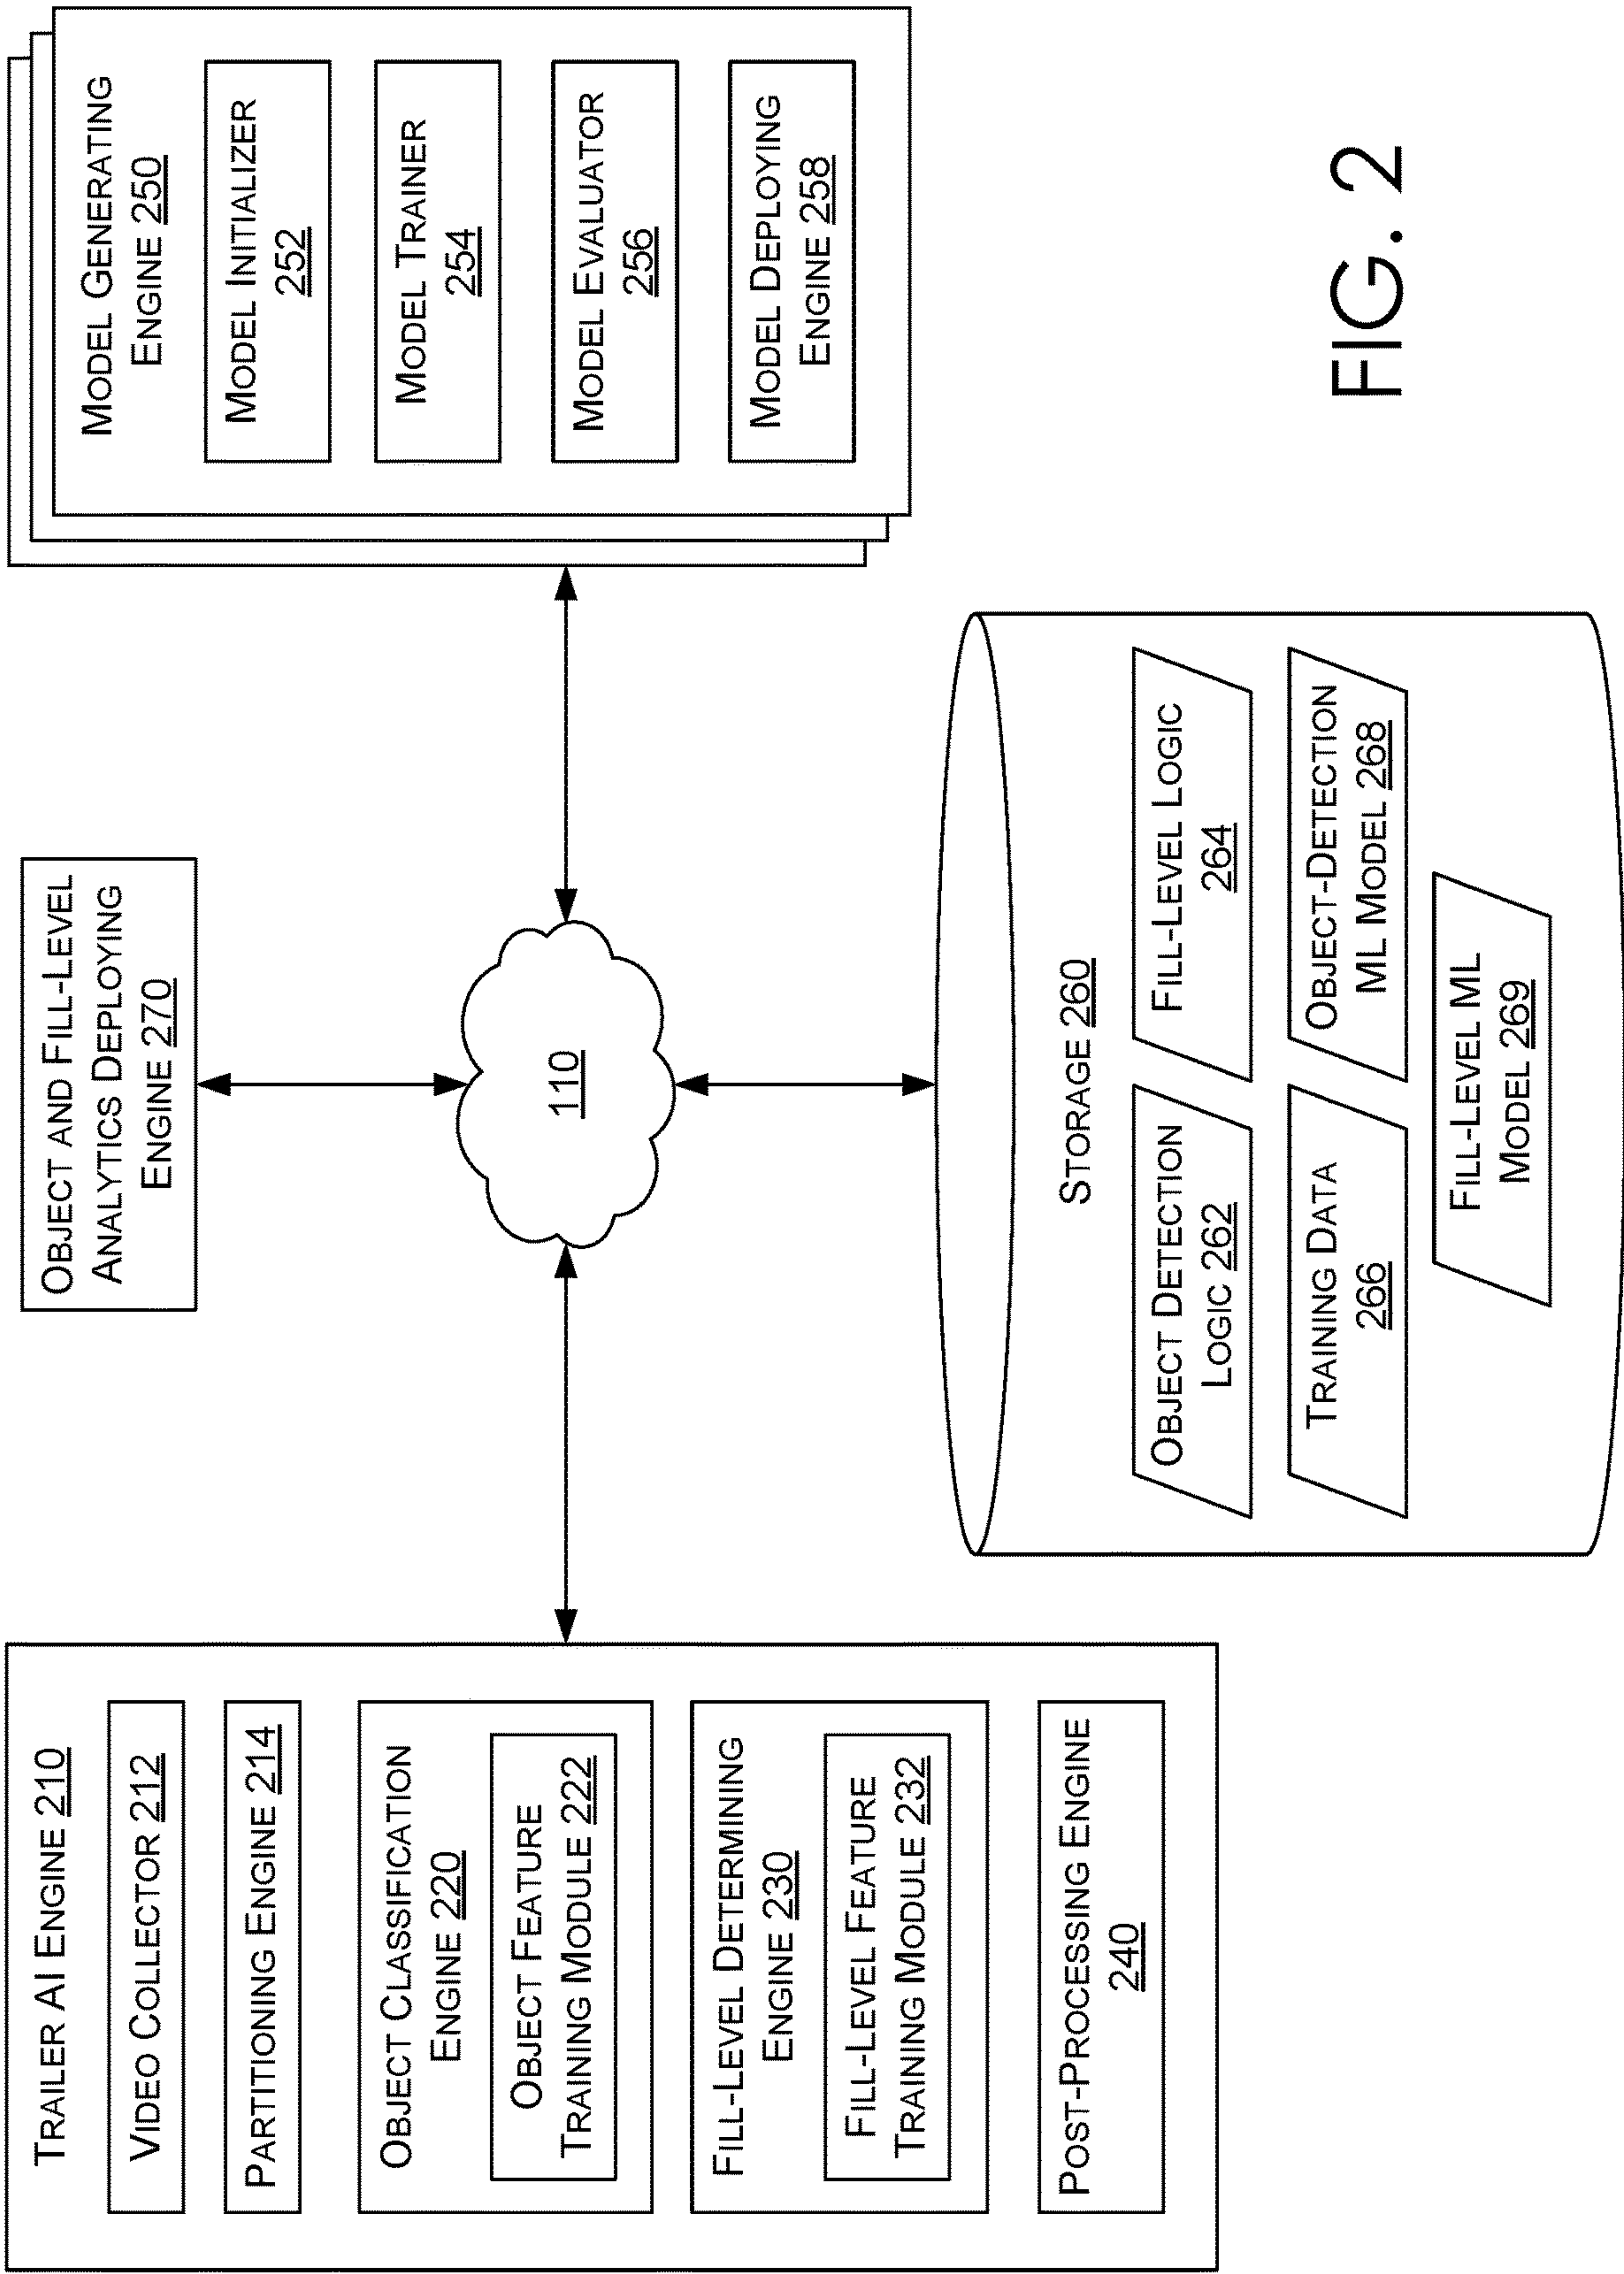 TRAILER AI ENGINE 210
VIDEO COLLECTOR 212
PARTITIONING ENGINE 214
OBJECT CLASSIFICATION
ENGINE 220
OBJECT FEATURE
TRAINING MODULE 222
FILL-LEVEL DETERMINING
ENGINE 230
FILL-LEVEL FEATURE
TRAINING MODULE 232
POST-PROCESSING ENGINE
240
OBJECT AND FILL-LEVEL
ANALYTICS DEPLOYING
ENGINE 270
110
STORAGE 260
OBJECT DETECTION
LOGIC 262
FILL-LEVEL LOGIC
264
TRAINING DATA
266
OBJECT-DETECTION
ML MODEL 268
FILL-LEVEL ML
MODEL 269
MODEL GENERATING
ENGINE 250
MODEL INITIALIZER
252
MODEL TRAINER
254
MODEL EVALUATOR
256
MODEL DEPLOYING
ENGINE 258
FIG. 2